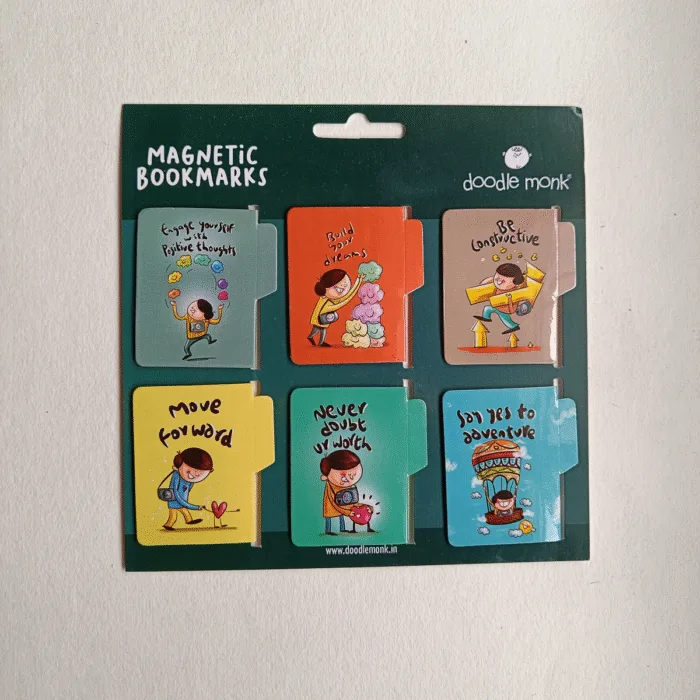 MAGNETIC
BOOKMARKS
doodle monk
Engage yourself
with
Positive thoughts
Build
your
dreams
Be
Constructive
Move
forward
Never
doubt
ur worth
Say yes to
adventure
www.doodlemonk.in